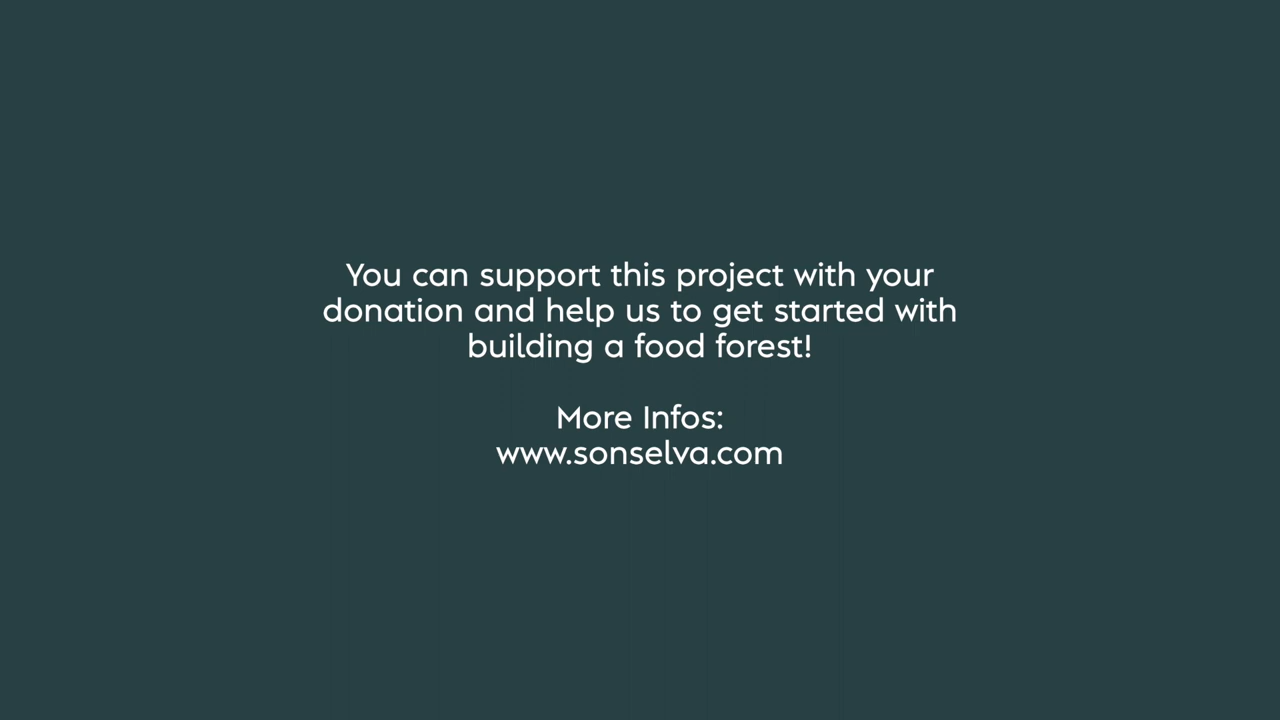 You can support this project with your
donation and help us to get started with
building a food forest!
More Infos:
www.sonselva.com